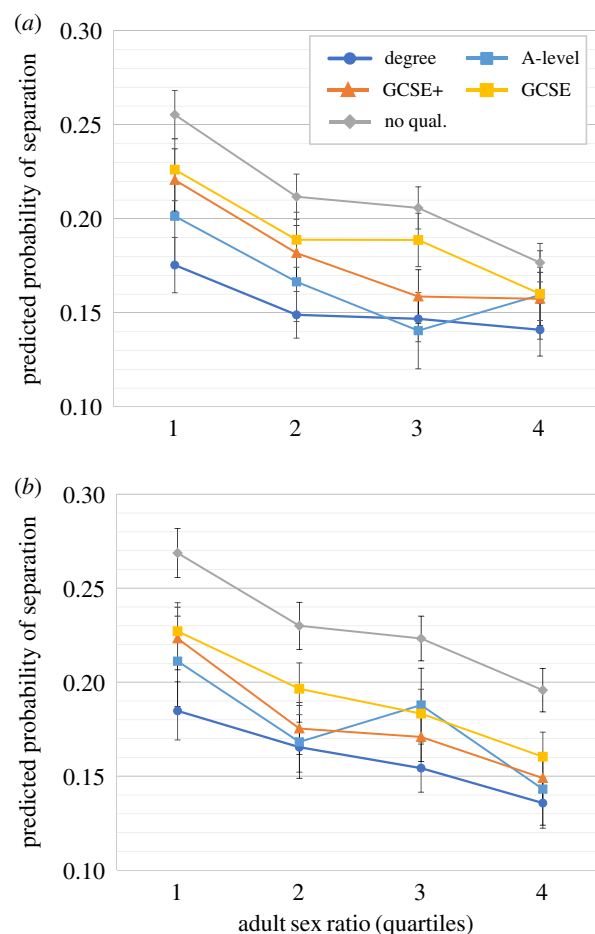 (a)
0.30
0.25
0.20
0.15
0.10
predicted probability of separation
degree A-level
GCSE+ GCSE
no qual.
1 2 3 4
(b)
0.30
0.25
0.20
0.15
0.10
predicted probability of separation
1 2 3 4
adult sex ratio (quartiles)